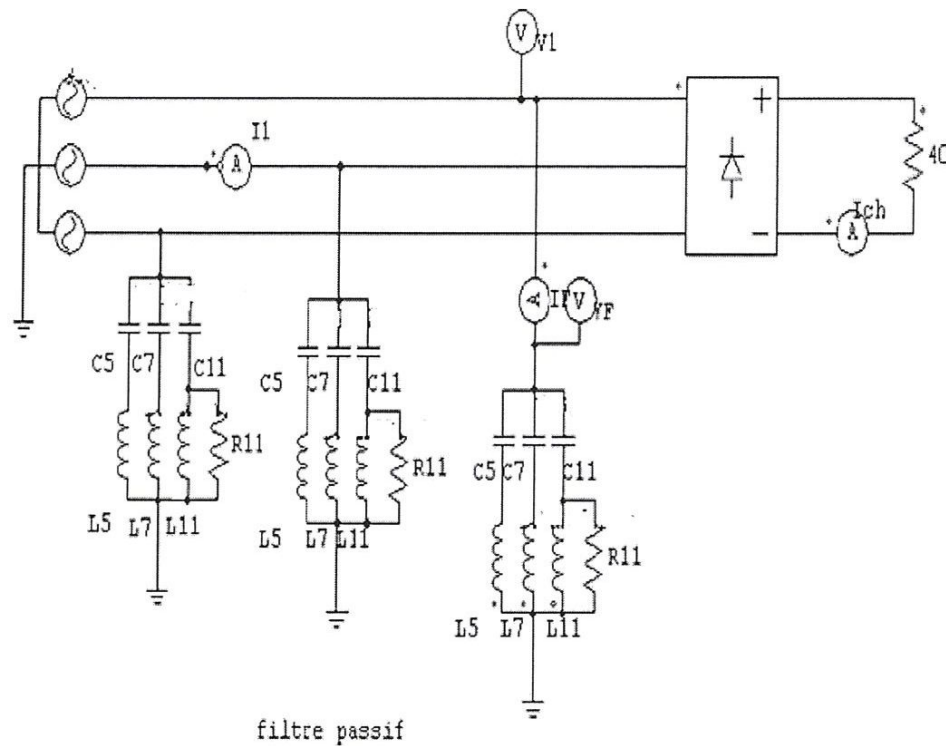 V
V1
I1
A
+
40
Ich
A
−
A
IF
V
VF
C5 C7 C11
R11
L5 L7 L11
C5 C7 C11
R11
L5 L7 L11
C5 C7 C11
R11
L5 L7 L11
filtre passif